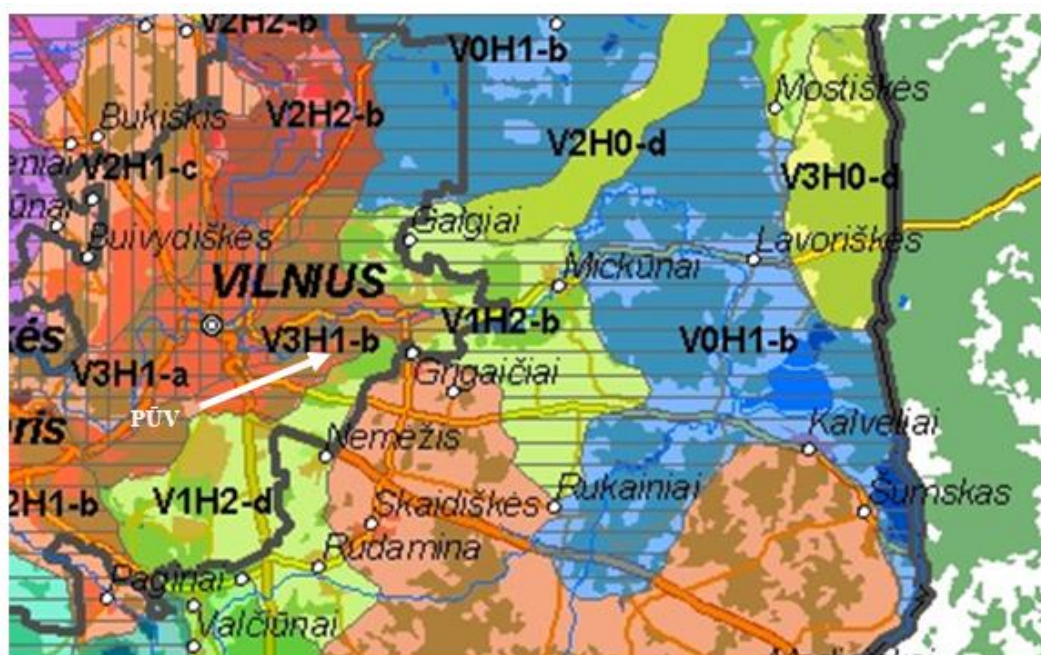 V2H2-b
V0H1-b
Mostiškės
V2H2-b
Bukiškis
V2H0-d
V2H1-c
V3H0-d
Galgiai
Buivydiškės
Lavoriškės
Mickūnai
VILNIUS
V1H2-b
V3H1-b
V0H1-b
V3H1-a
Grigaičiai
PŪV
Kalveliai
Nemėžis
V1H2-d
Skaidiškės
Rukainiai
Šumskas
Rudamina
Pagiriai
Valčiūnai